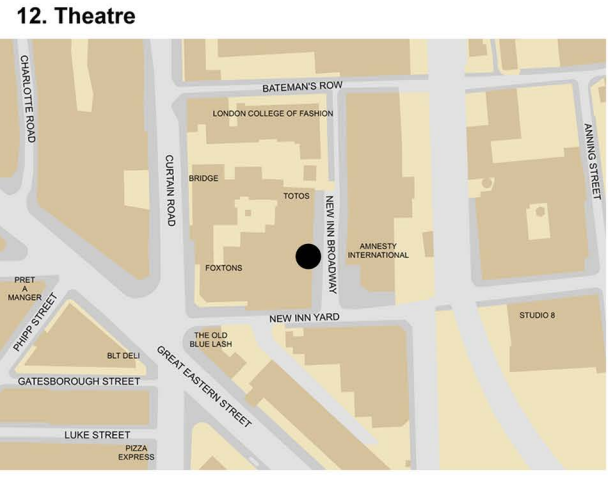 12. Theatre
CHARLOTTE ROAD
BATEMAN'S ROW
LONDON COLLEGE OF FASHION
ANNING STREET
CURTAIN ROAD
BRIDGE
TOTOS
NEW INN BROADWAY
AMNESTY
INTERNATIONAL
FOXTONS
PRET
A
MANGER
PHIPP STREET
NEW INN YARD
STUDIO 8
THE OLD
BLUE LASH
BLT DELI
GREAT EASTERN STREET
GATESBOROUGH STREET
LUKE STREET
PIZZA
EXPRESS